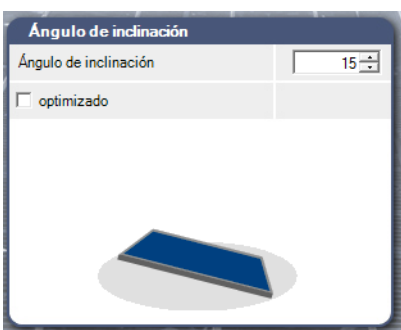 Ángulo de inclinación
Ángulo de inclinación 15
optimizado